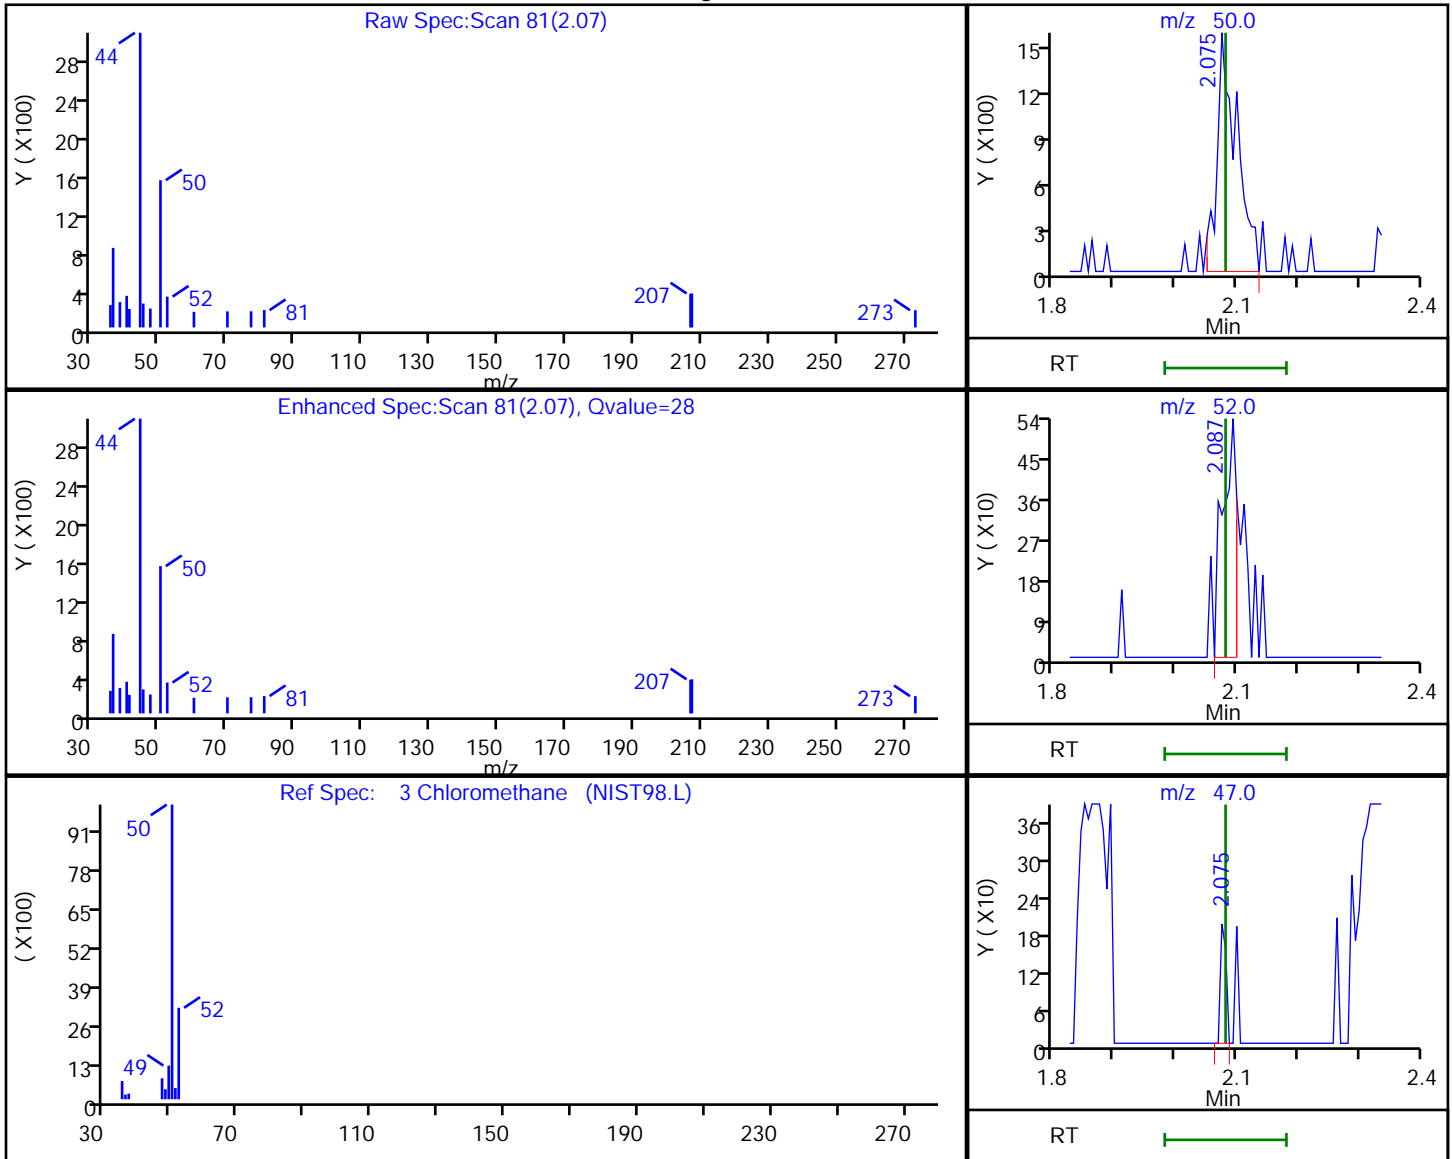 Raw Spec:Scan 81(2.07)
Y ( X100)
28
24
20
16
12
8
4
0
44
50
52
81
207
273
30 50 70 90 110 130 150 170 190 210 230 250 270
m/z
m/z 50.0
Y ( X100)
15
12
9
6
3
0
2.075
1.8 2.1 2.4
Min
RT
Enhanced Spec:Scan 81(2.07), Qvalue=28
Y ( X100)
28
24
20
16
12
8
4
0
44
50
52
81
207
273
30 50 70 90 110 130 150 170 190 210 230 250 270
m/z
m/z 52.0
Y ( X10)
54
45
36
27
18
9
0
2.087
1.8 2.1 2.4
Min
RT
Ref Spec: 3 Chloromethane (NIST98.L)
( X100)
91
78
65
52
39
26
13
0
50
52
49
30 70 110 150 190 230 270
m/z 47.0
Y ( X10)
36
30
24
18
12
6
0
2.075
1.8 2.1 2.4
Min
RT